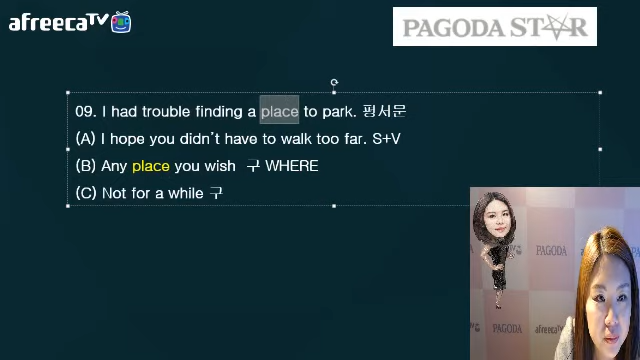 afreecaTV
PAGODA STAR
09. I had trouble finding a place to park. 평서문
(A) I hope you didn't have to walk too far. S+V
(B) Any place you wish 구 WHERE
(C) Not for a while 구
PAGODA
PAGODA
afreeca